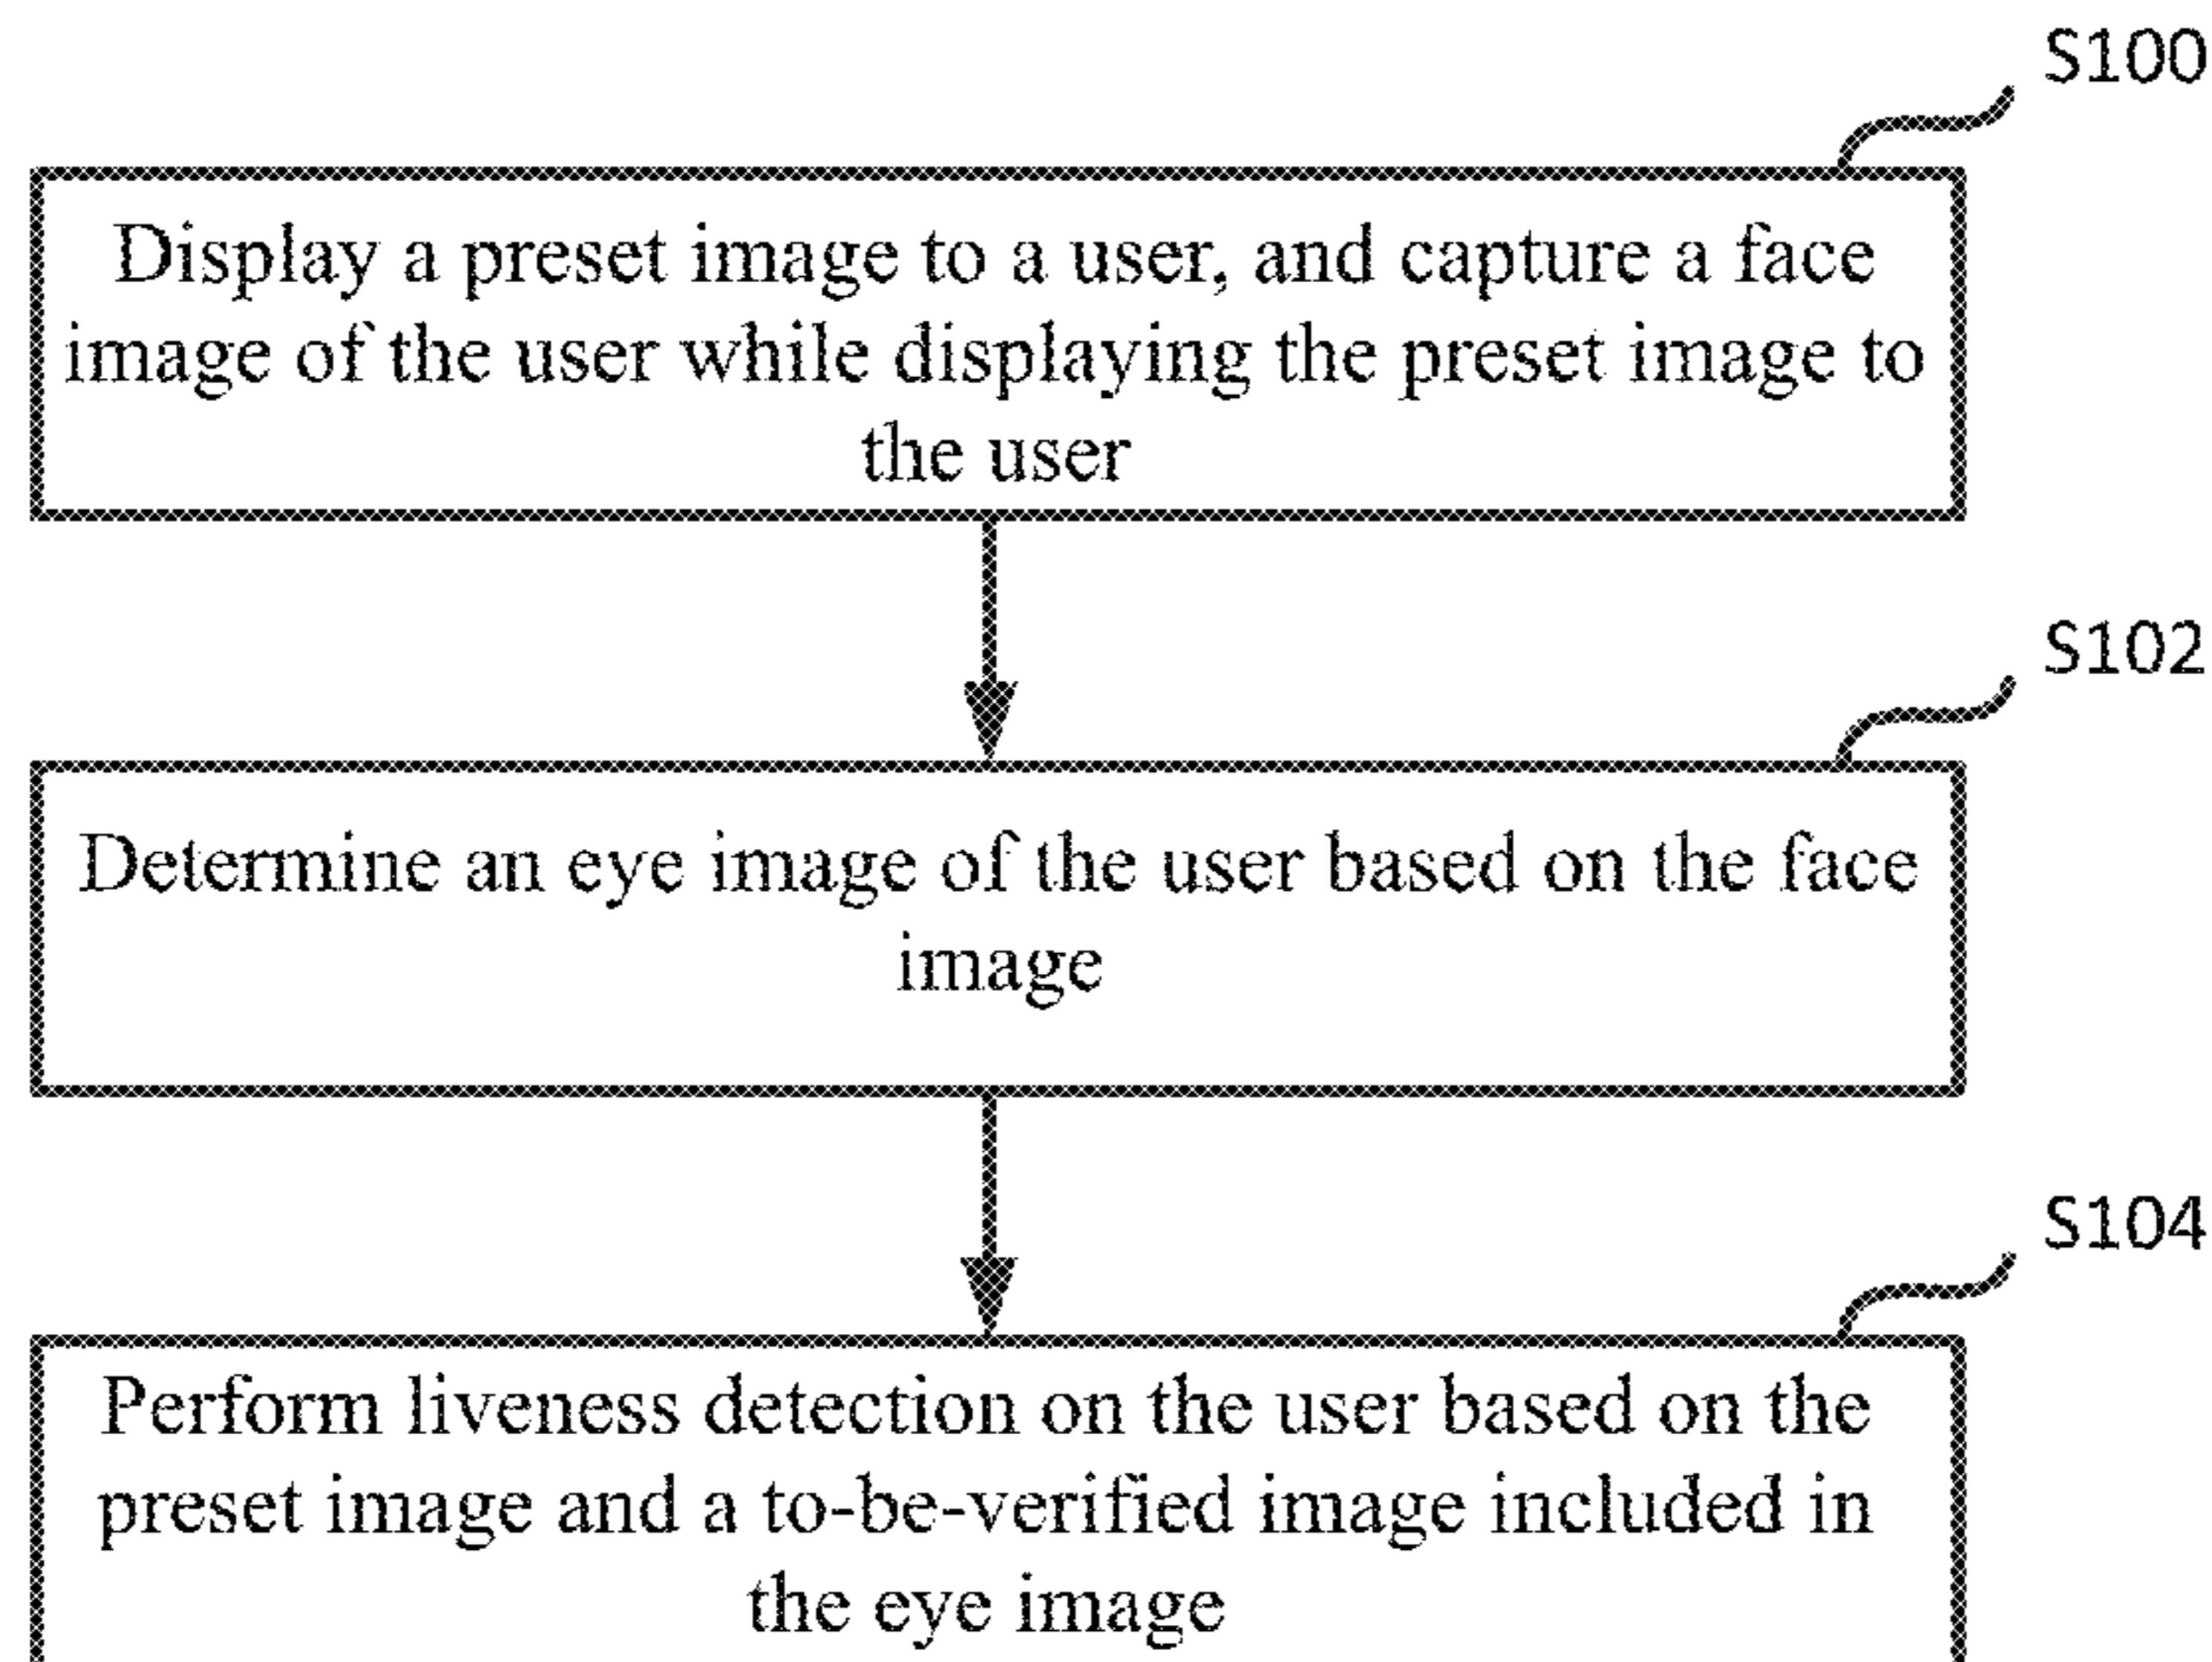 S100
Display a preset image to a user, and capture a face
image of the user while displaying the preset image to
the user
S102
Determine an eye image of the user based on the face
image
S104
Perform liveness detection on the user based on the
preset image and a to-be-verified image included in
the eye image